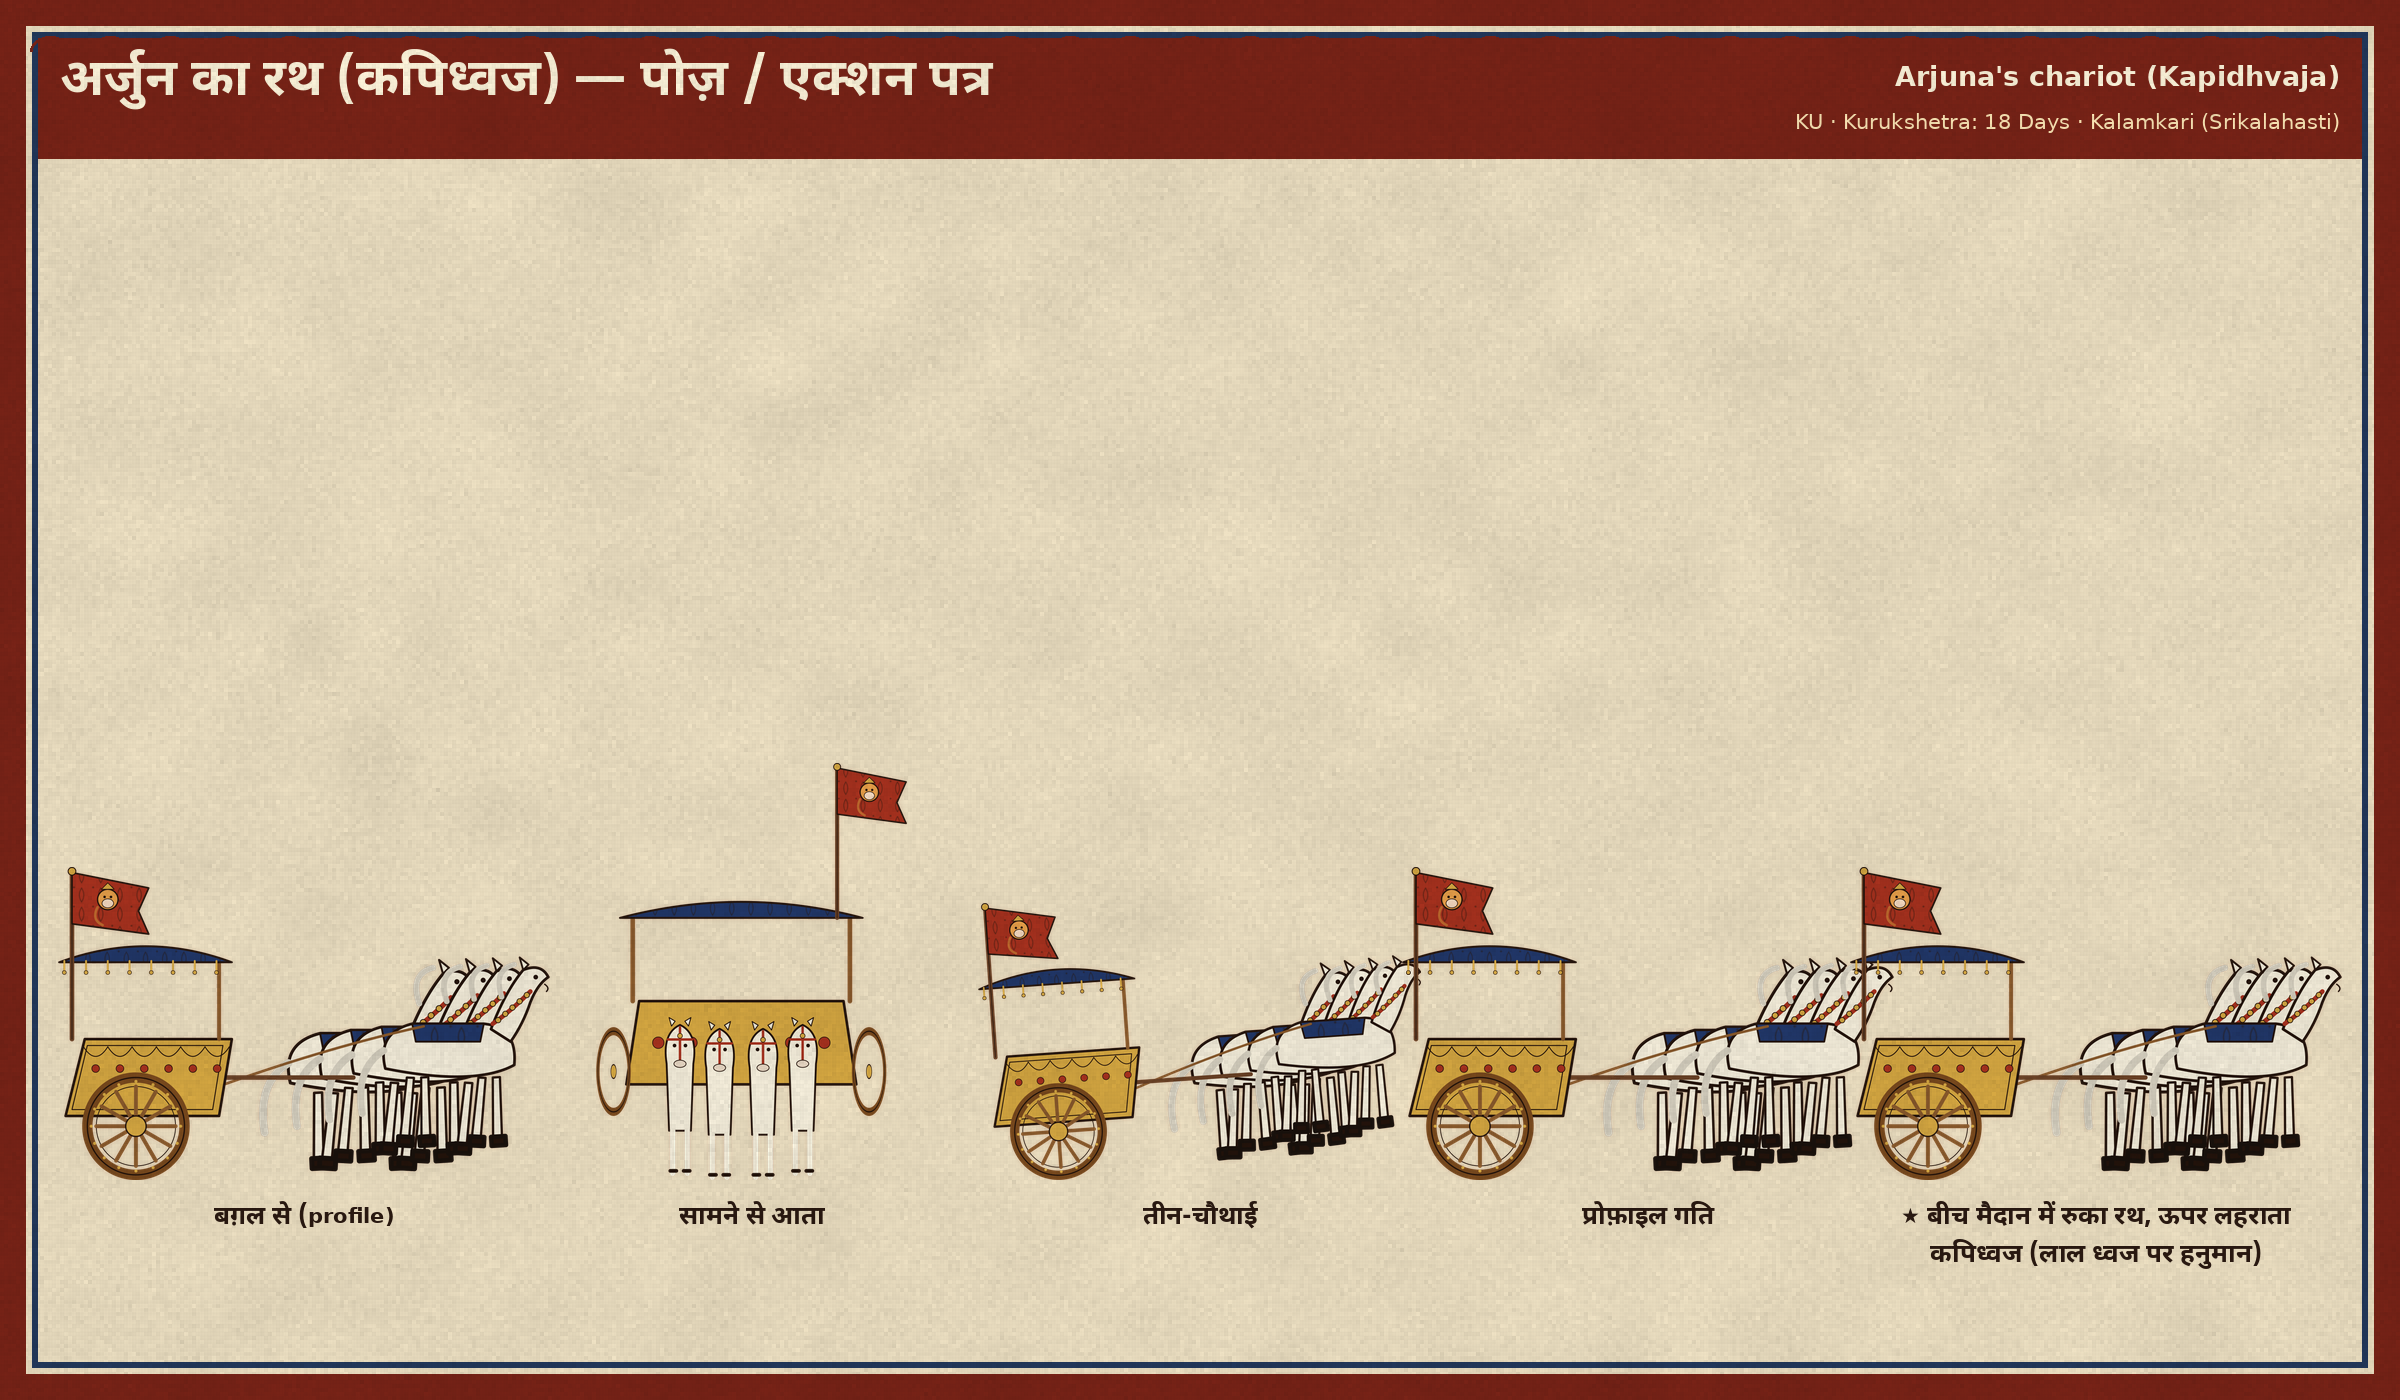 अर्जुन का रथ (कपिध्वज) — पोज़ / एक्शन पत्र
Arjuna's chariot (Kapidhvaja)
KU · Kurukshetra: 18 Days · Kalamkari (Srikalahasti)
बग़ल से (profile)
सामने से आता
तीन-चौथाई
प्रोफ़ाइल गति
★ बीच मैदान में रुका रथ, ऊपर लहराता
कपिध्वज (लाल ध्वज पर हनुमान)